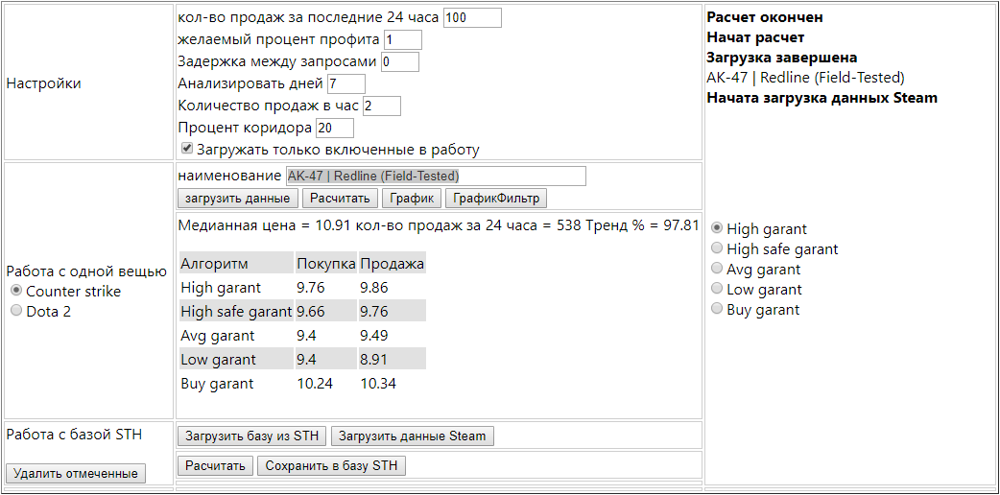 Настройки
кол-во продаж за последние 24 часа 100
желаемый процент профита 1
Задержка между запросами 0
Анализировать дней 7
Количество продаж в час 2
Процент коридора 20
Загружать только включенные в работу
Расчет окончен
Начат расчет
Загрузка завершена
AK-47 | Redline (Field-Tested)
Начата загрузка данных Steam
Работа с одной вещью
Counter strike
Dota 2
наименование AK-47 | Redline (Field-Tested)
загрузить данные Расчитать График ГрафикФильтр
Медианная цена = 10.91 кол-во продаж за 24 часа = 538 Тренд % = 97.81
Алгоритм Покупка Продажа
High garant 9.76 9.86
High safe garant 9.66 9.76
Avg garant 9.4 9.49
Low garant 9.4 8.91
Buy garant 10.24 10.34
High garant
High safe garant
Avg garant
Low garant
Buy garant
Работа с базой STH
Удалить отмеченные
Загрузить базу из STH Загрузить данные Steam
Расчитать Сохранить в базу STH